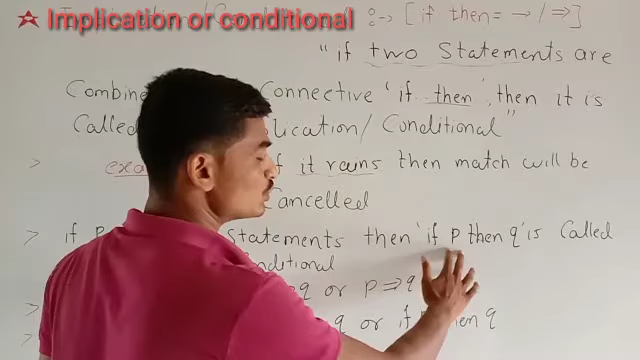 ★ Implication or conditional :-> [if then = → / ⇒]
"if two Statements are
Combine Connective 'if then', then it is
Called plication/Conditional"
> exa if it rains then match will be
Cancelled
> if P Statements then 'if p then q' is Called
nditional
> q or p ⇒ q
> q or if then q